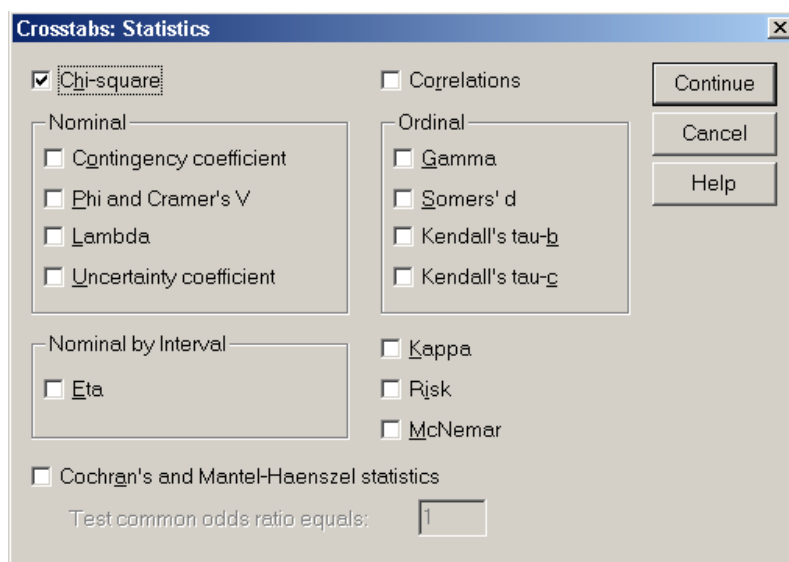 Crosstabs: Statistics
Chi-square
Correlations
Continue
Cancel
Help
Nominal
Contingency coefficient
Phi and Cramer's V
Lambda
Uncertainty coefficient
Ordinal
Gamma
Somers' d
Kendall's tau-b
Kendall's tau-c
Nominal by Interval
Eta
Kappa
Risk
McNemar
Cochran's and Mantel-Haenszel statistics
Test common odds ratio equals: 1